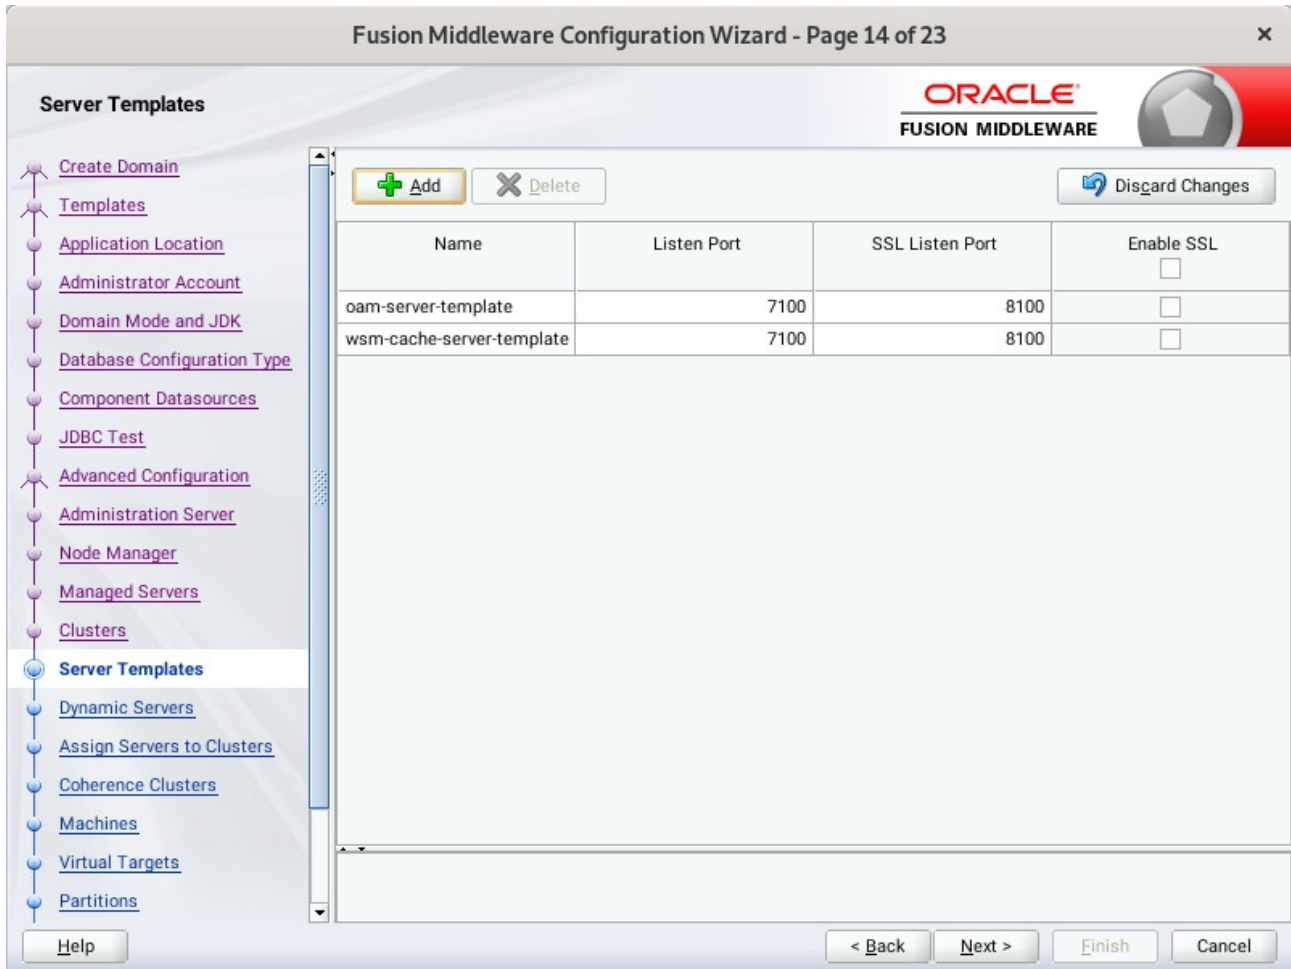 Fusion Middleware Configuration Wizard - Page 14 of 23
Server Templates
ORACLE
FUSION MIDDLEWARE
Create Domain
Templates
Application Location
Administrator Account
Domain Mode and JDK
Database Configuration Type
Component Datasources
JDBC Test
Advanced Configuration
Administration Server
Node Manager
Managed Servers
Clusters
Server Templates
Dynamic Servers
Assign Servers to Clusters
Coherence Clusters
Machines
Virtual Targets
Partitions
Add Delete Discard Changes
Name Listen Port SSL Listen Port Enable SSL
oam-server-template 7100 8100
wsm-cache-server-template 7100 8100
Help < Back Next > Finish Cancel